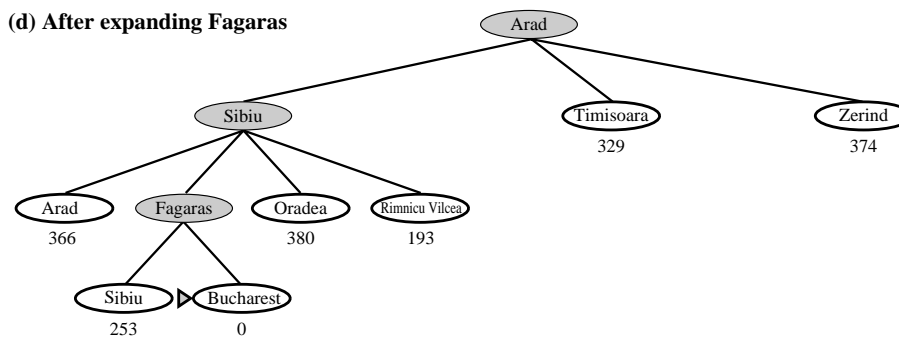 (d) After expanding Fagaras
Arad
Sibiu
Timisoara
Zerind
329
374
Arad
Fagaras
Oradea
Rimnicu Vilcea
366
380
193
Sibiu
Bucharest
253
0